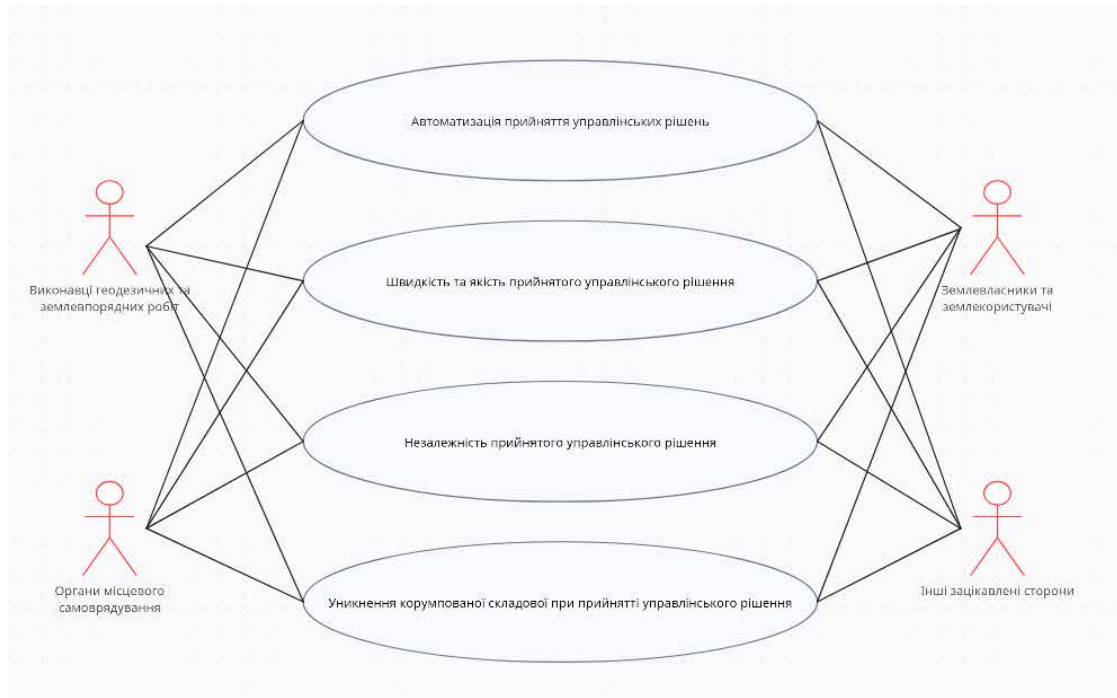 Автоматизація прийняття управлінських рішень
Швидкість та якість прийнятого управлінського рішення
Виконавці геодезичних та
землевпорядних робіт
Землевласники та
землекористувачі
Незалежність прийнятого управлінського рішення
Органи місцевого
самоврядування
Інші зацікавлені сторони
Уникнення корумпованої складової при прийнятті управлінського рішення